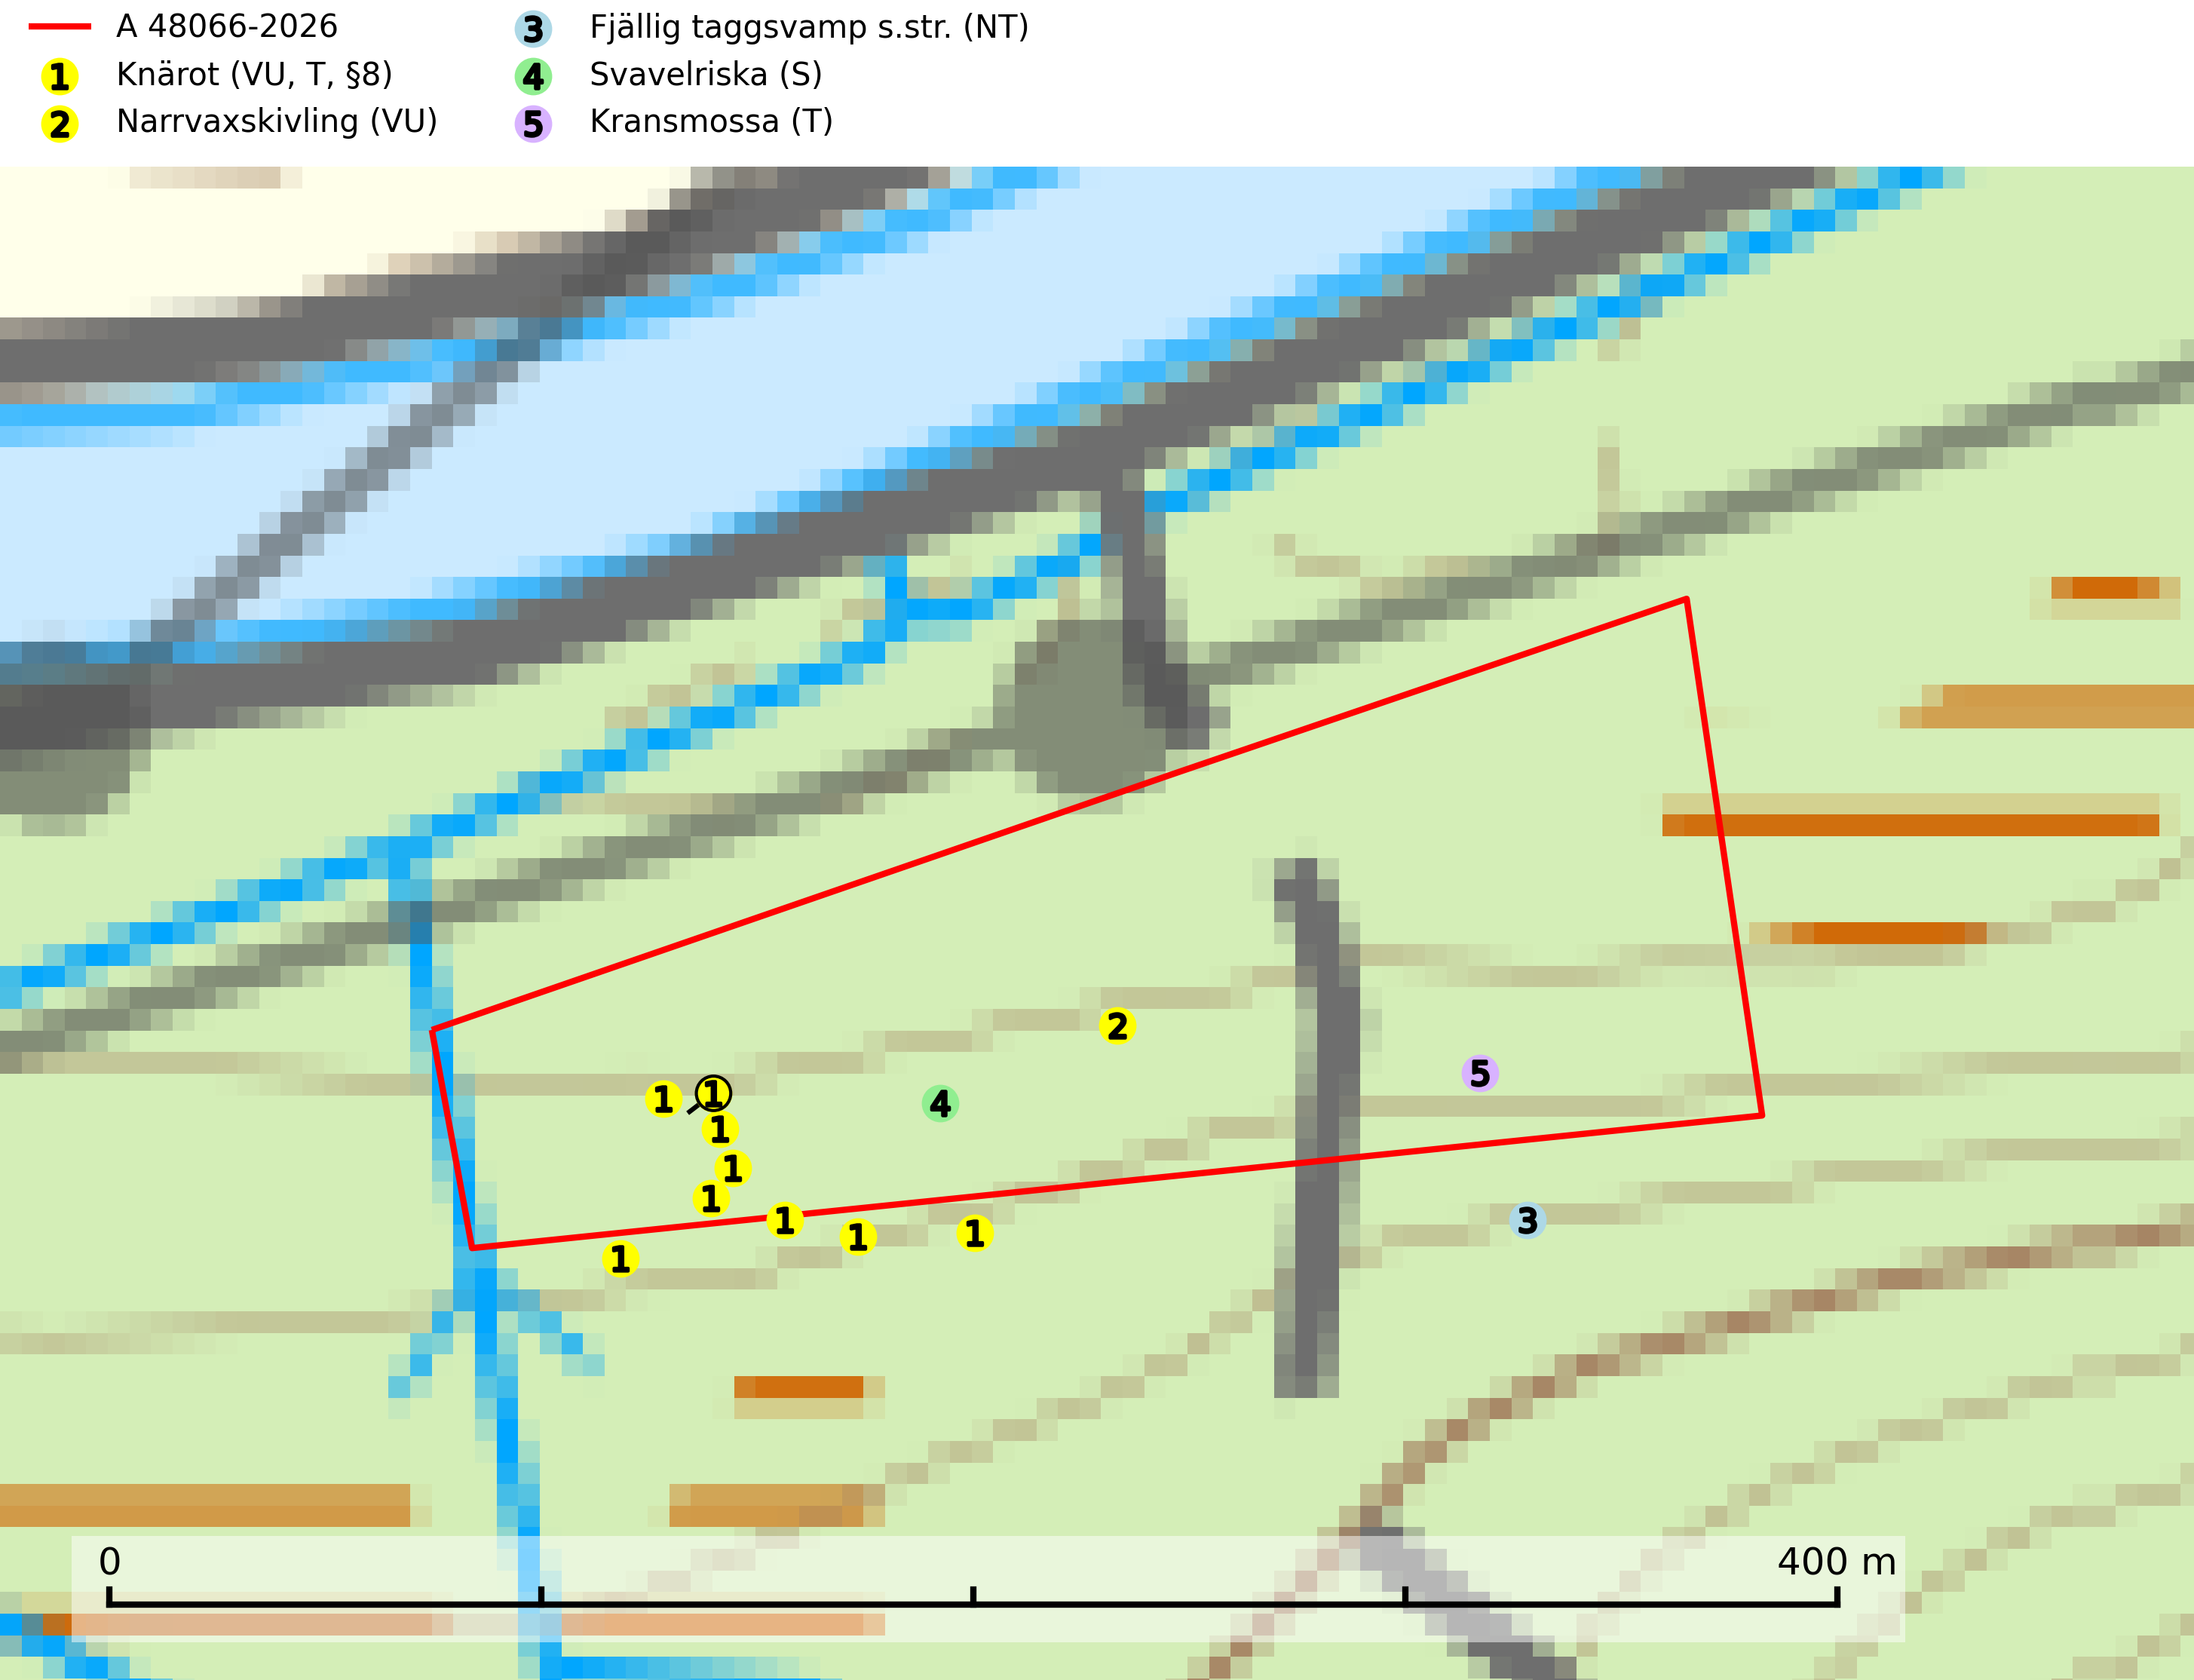 A 48066-2026
1 Knärot (VU, T, §8)
2 Narrvaxskivling (VU)
3 Fjällig taggsvamp s.str. (NT)
4 Svavelriska (S)
5 Kransmossa (T)
2
5
1 1
4
1
1
1
1
3
1
1
1
0 400 m